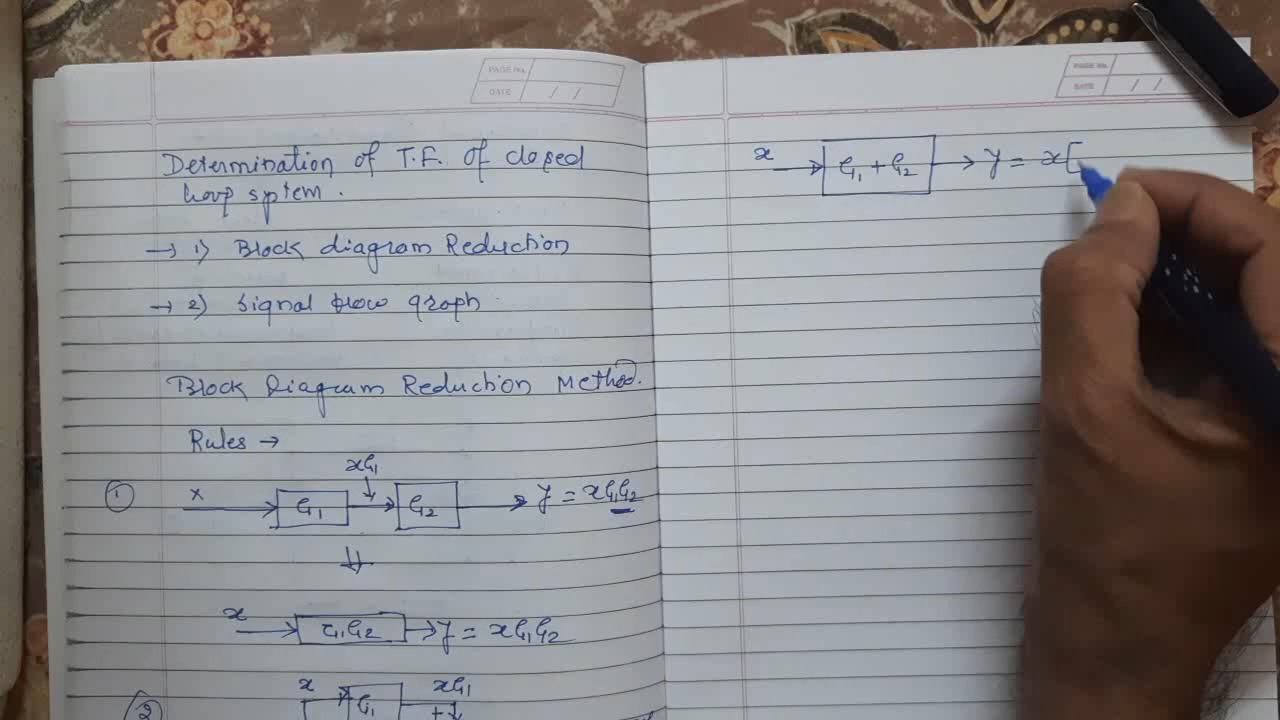 PAGE No.
DATE / /
Determination of T.F. of closed
loop system.
→ 1) Block diagram Reduction
→ 2) Signal flow graph
Block Diagram Reduction Method.
Rules →
① x G1 xG1 G2 y = xG1G2
x G1G2 y = xG1G2
2 x G1 xG1 +
PAGE No.
DATE / /
x G1 + G2 y = x[